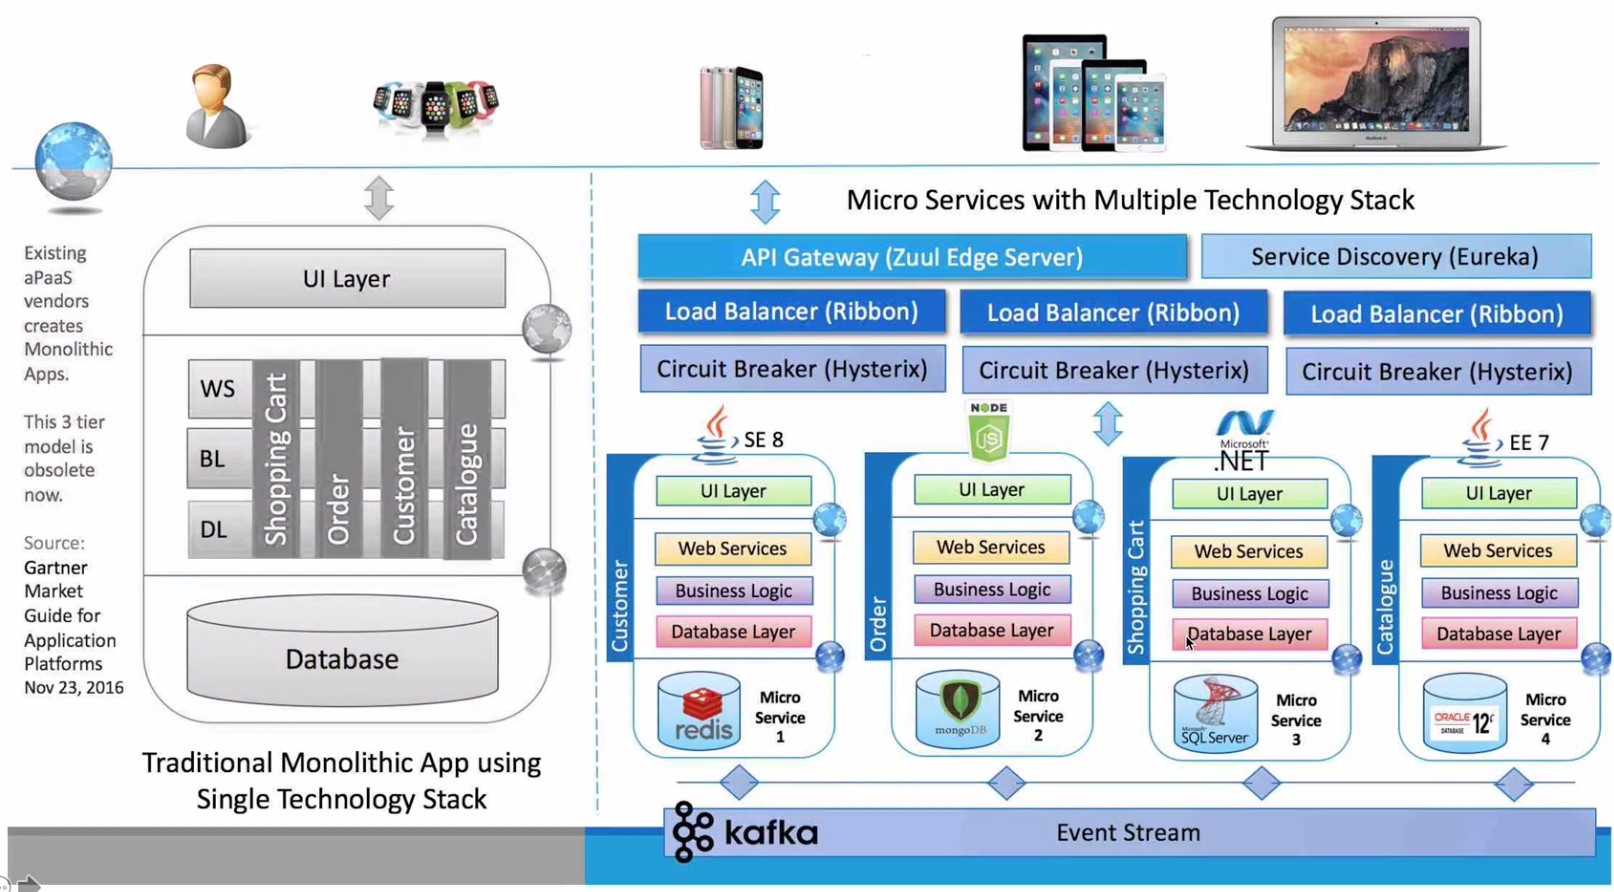 Existing
aPaaS
vendors
creates
Monolithic
Apps.
This 3 tier
model is
obsolete
now.
Source:
Gartner
Market
Guide for
Application
Platforms
Nov 23, 2016
UI Layer
WS
BL
DL
Shopping Cart
Order
Customer
Catalogue
Database
Traditional Monolithic App using
Single Technology Stack
Micro Services with Multiple Technology Stack
API Gateway (Zuul Edge Server)
Service Discovery (Eureka)
Load Balancer (Ribbon)
Load Balancer (Ribbon)
Load Balancer (Ribbon)
Circuit Breaker (Hysterix)
Circuit Breaker (Hysterix)
Circuit Breaker (Hysterix)
SE 8
Customer
UI Layer
Web Services
Business Logic
Database Layer
redis
Micro
Service
1
NODE
JS
Order
UI Layer
Web Services
Business Logic
Database Layer
mongoDB
Micro
Service
2
Microsoft
.NET
Shopping Cart
UI Layer
Web Services
Business Logic
Database Layer
Microsoft
SQL Server
Micro
Service
3
EE 7
Catalogue
UI Layer
Web Services
Business Logic
Database Layer
ORACLE
DATABASE
12c
Micro
Service
4
kafka
Event Stream